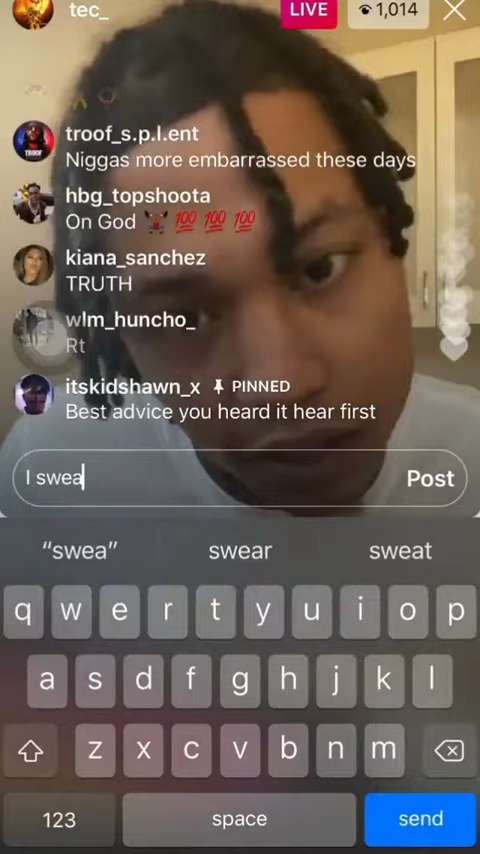 tec_
LIVE
1,014
troof_s.p.l.ent
Niggas more embarrassed these days
TROOF
hbg_topshoota
On God 🏋🏿‍♂️ 💯 💯 💯
kiana_sanchez
TRUTH
wlm_huncho_
Rt
itskidshawn_x 📌 PINNED
Best advice you heard it hear first
I swea
Post
“swea” swear sweat
q w e r t y u i o p
a s d f g h j k l
z x c v b n m
123 space send